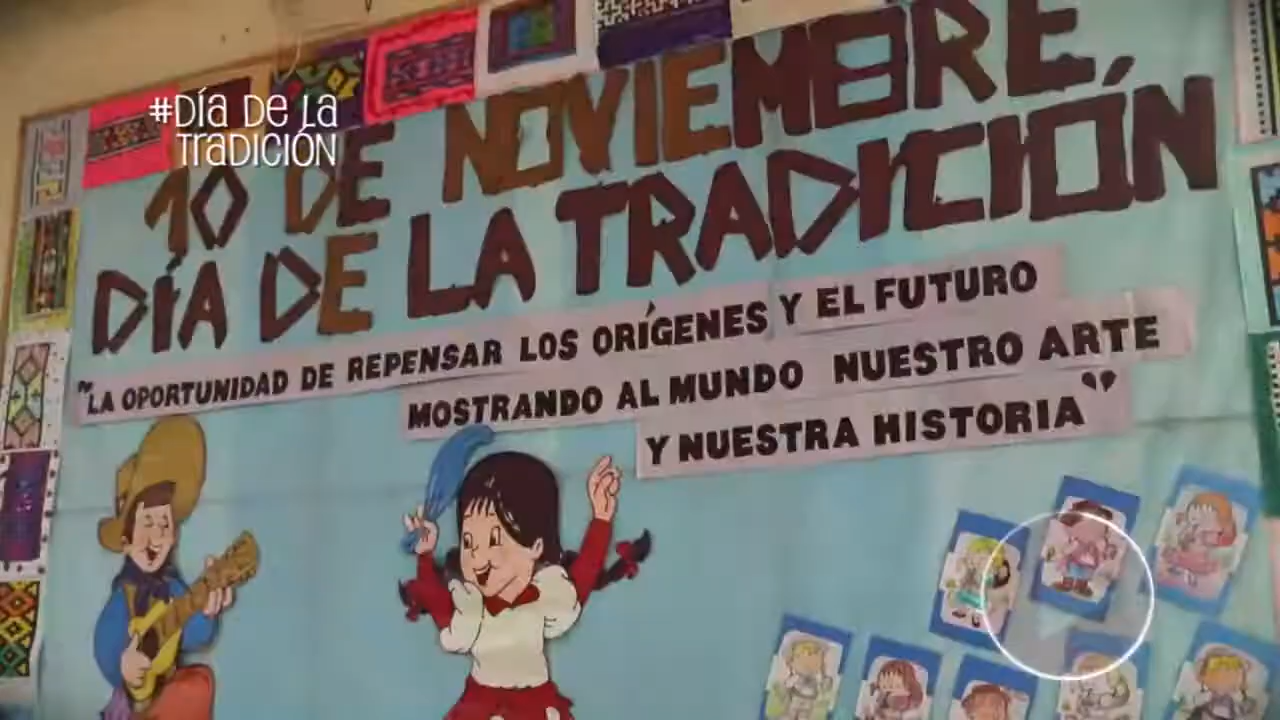 #DÍA DE LA
TRADICIÓN
10 DE NOVIEMBRE
DÍA DE LA TRADICIÓN
"LA OPORTUNIDAD DE REPENSAR LOS ORÍGENES Y EL FUTURO
MOSTRANDO AL MUNDO NUESTRO ARTE
Y NUESTRA HISTORIA"